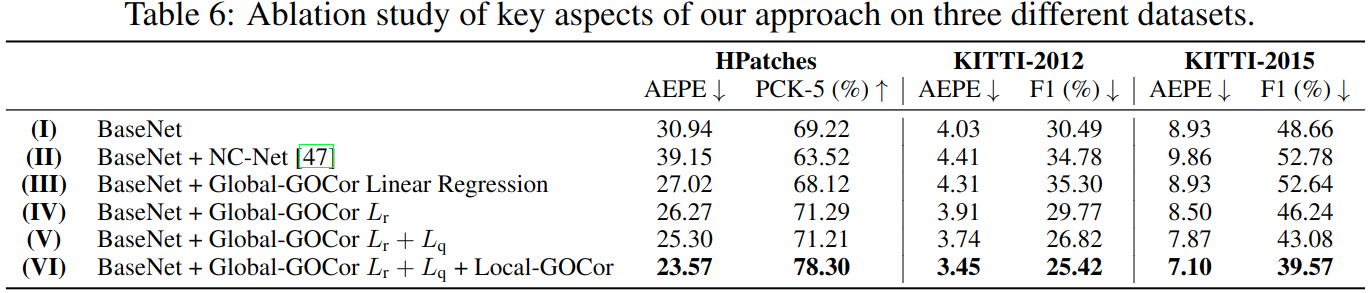 Table 6: Ablation study of key aspects of our approach on three different datasets.
HPatches KITTI-2012 KITTI-2015
AEPE ↓ PCK-5 (%) ↑ AEPE ↓ F1 (%) ↓ AEPE ↓ F1 (%) ↓
(I) BaseNet 30.94 69.22 4.03 30.49 8.93 48.66
(II) BaseNet + NC-Net [47] 39.15 63.52 4.41 34.78 9.86 52.78
(III) BaseNet + Global-GOCor Linear Regression 27.02 68.12 4.31 35.30 8.93 52.64
(IV) BaseNet + Global-GOCor Lr 26.27 71.29 3.91 29.77 8.50 46.24
(V) BaseNet + Global-GOCor Lr + Lq 25.30 71.21 3.74 26.82 7.87 43.08
(VI) BaseNet + Global-GOCor Lr + Lq + Local-GOCor 23.57 78.30 3.45 25.42 7.10 39.57